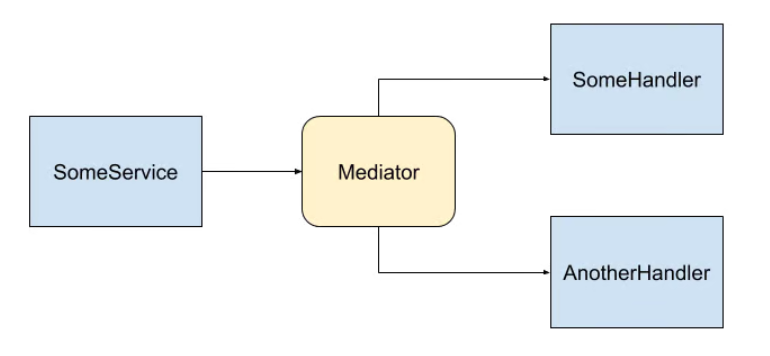 SomeService
Mediator
SomeHandler
AnotherHandler